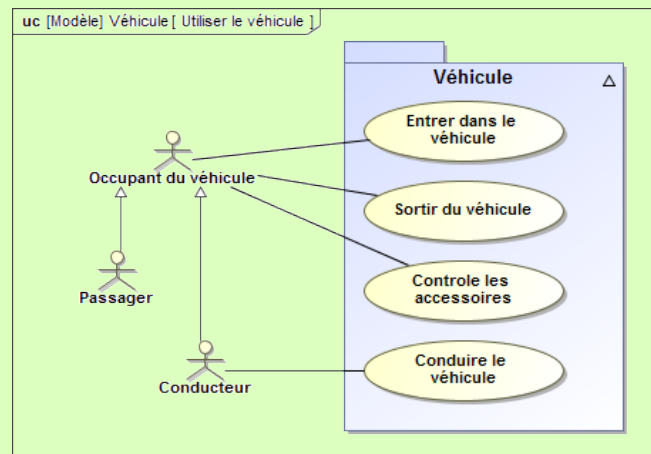 uc [Modèle] Véhicule [ Utiliser le véhicule ]
Véhicule
Entrer dans le
véhicule
Occupant du véhicule
Sortir du véhicule
Controle les
accessoires
Passager
Conduire le
véhicule
Conducteur